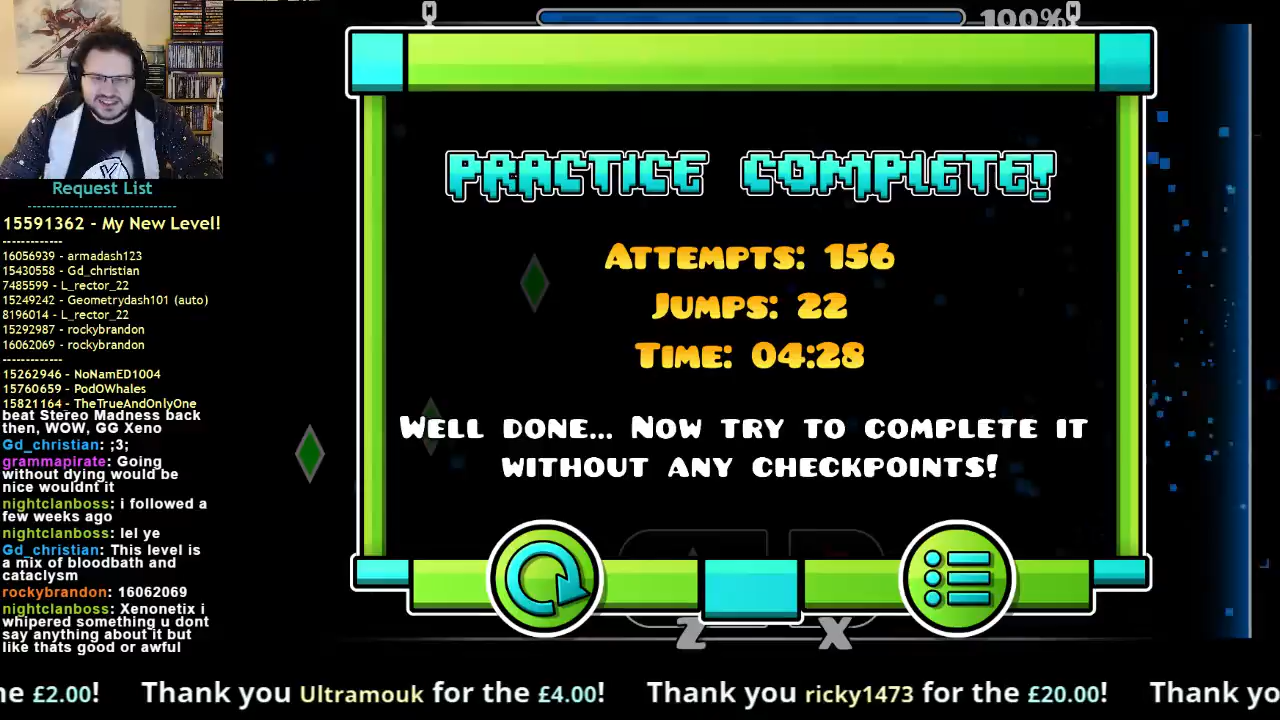 100%
PRACTICE COMPLETE!
ATTEMPTS: 156
JUMPS: 22
TIME: 04:28
WELL DONE... NOW TRY TO COMPLETE IT
WITHOUT ANY CHECKPOINTS!
Z X
Request List
--------------------------------
15591362 - My New Level!
-------------
16056939 - armadash123
15430558 - Gd_christian
7485599 - L_rector_22
15249242 - Geometrydash101 (auto)
8196014 - L_rector_22
15292987 - rockybrandon
16062069 - rockybrandon
-------------
15262946 - NoNamED1004
15760659 - PodOWhales
15821164 - TheTrueAndOnlyOne
beat Stereo Madness back
then, WOW, GG Xeno
Gd_christian: ;3;
grammapirate: Going
without dying would be
nice wouldnt it
nightclanboss: i followed a
few weeks ago
nightclanboss: lel ye
Gd_christian: This level is
a mix of bloodbath and
cataclysm
rockybrandon: 16062069
nightclanboss: Xenonetix i
whipered something u dont
say anything about it but
like thats good or awful
he £2.00! Thank you Ultramouk for the £4.00! Thank you ricky1473 for the £20.00! Thank yo